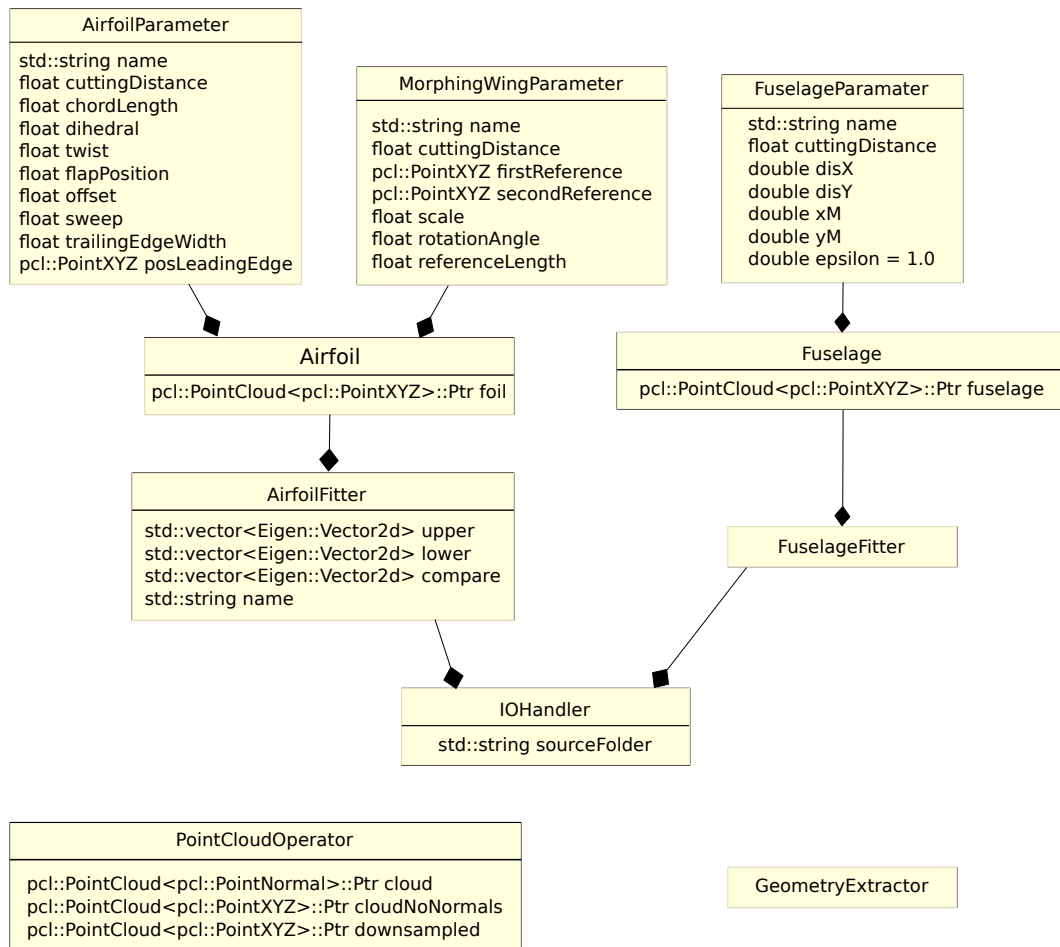 AirfoilParameter
std::string name
float cuttingDistance
float chordLength
float dihedral
float twist
float flapPosition
float offset
float sweep
float trailingEdgeWidth
pcl::PointXYZ posLeadingEdge
MorphingWingParameter
std::string name
float cuttingDistance
pcl::PointXYZ firstReference
pcl::PointXYZ secondReference
float scale
float rotationAngle
float referenceLength
FuselageParamater
std::string name
float cuttingDistance
double disX
double disY
double xM
double yM
double epsilon = 1.0
Airfoil
pcl::PointCloud<pcl::PointXYZ>::Ptr foil
Fuselage
pcl::PointCloud<pcl::PointXYZ>::Ptr fuselage
AirfoilFitter
std::vector<Eigen::Vector2d> upper
std::vector<Eigen::Vector2d> lower
std::vector<Eigen::Vector2d> compare
std::string name
FuselageFitter
IOHandler
std::string sourceFolder
PointCloudOperator
pcl::PointCloud<pcl::PointNormal>::Ptr cloud
pcl::PointCloud<pcl::PointXYZ>::Ptr cloudNoNormals
pcl::PointCloud<pcl::PointXYZ>::Ptr downsampled
GeometryExtractor